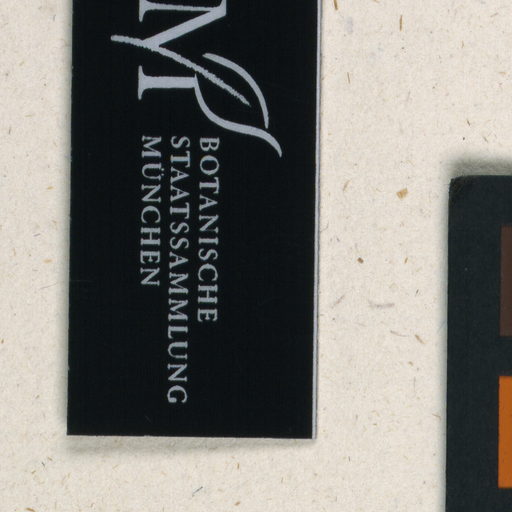 M
BOTANISCHE
STAATSSAMMLUNG
MÜNCHEN